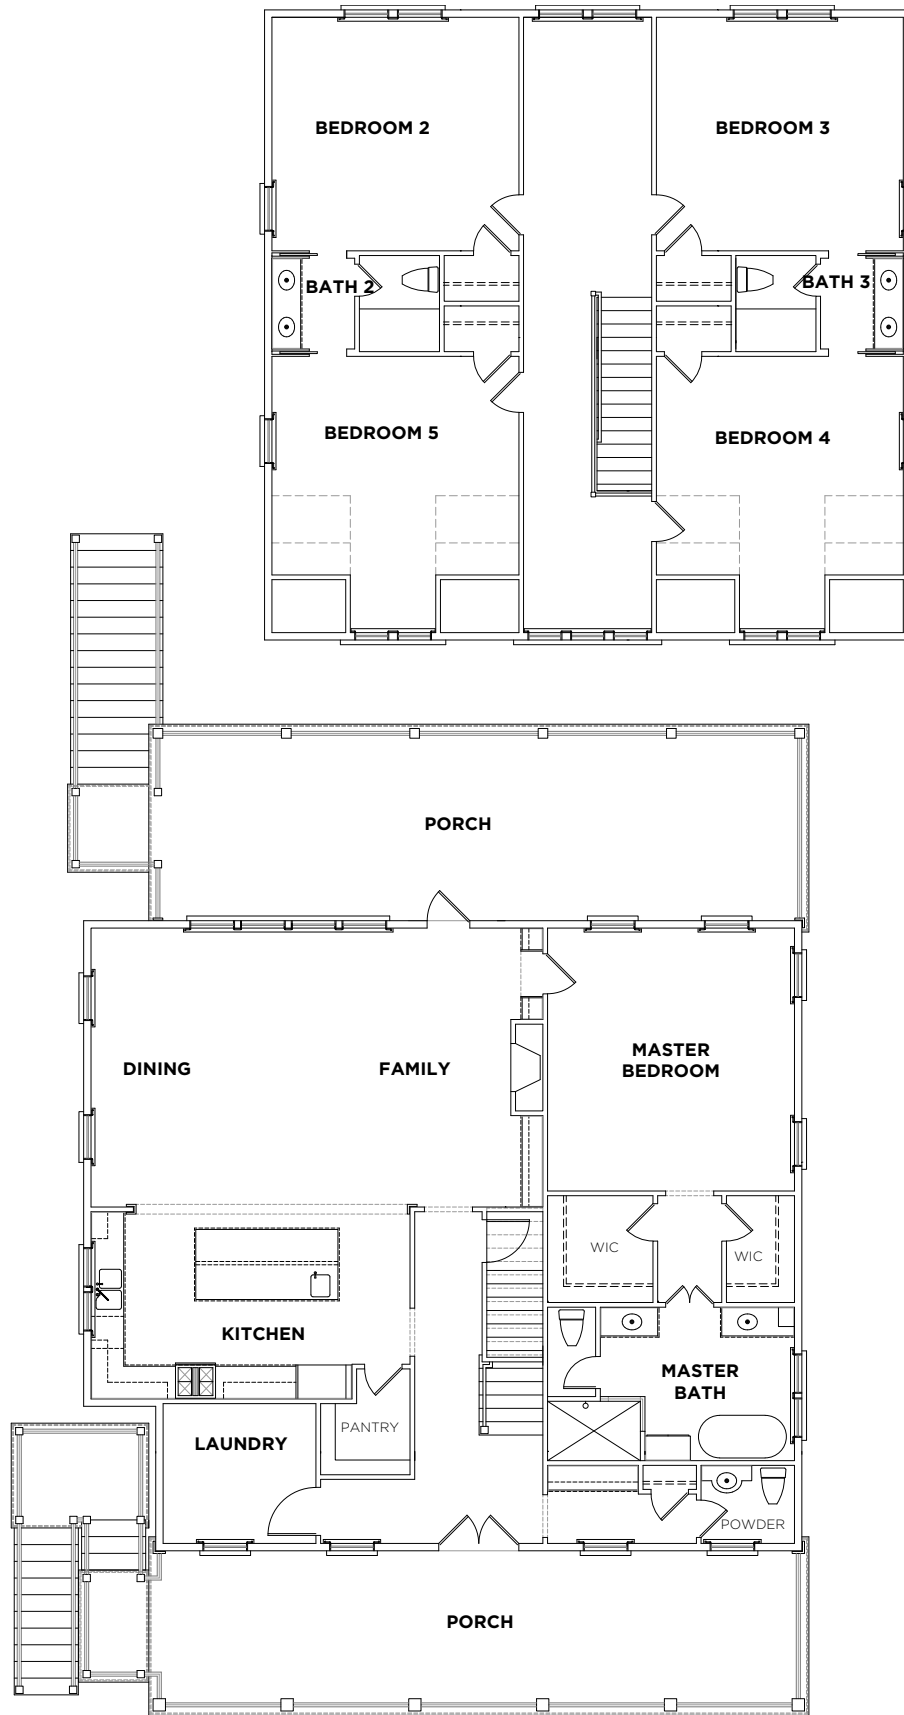 BEDROOM 2
BEDROOM 3
BATH 2
BATH 3
BEDROOM 5
BEDROOM 4
PORCH
DINING
FAMILY
MASTER
BEDROOM
WIC
WIC
KITCHEN
MASTER
BATH
PANTRY
LAUNDRY
POWDER
PORCH